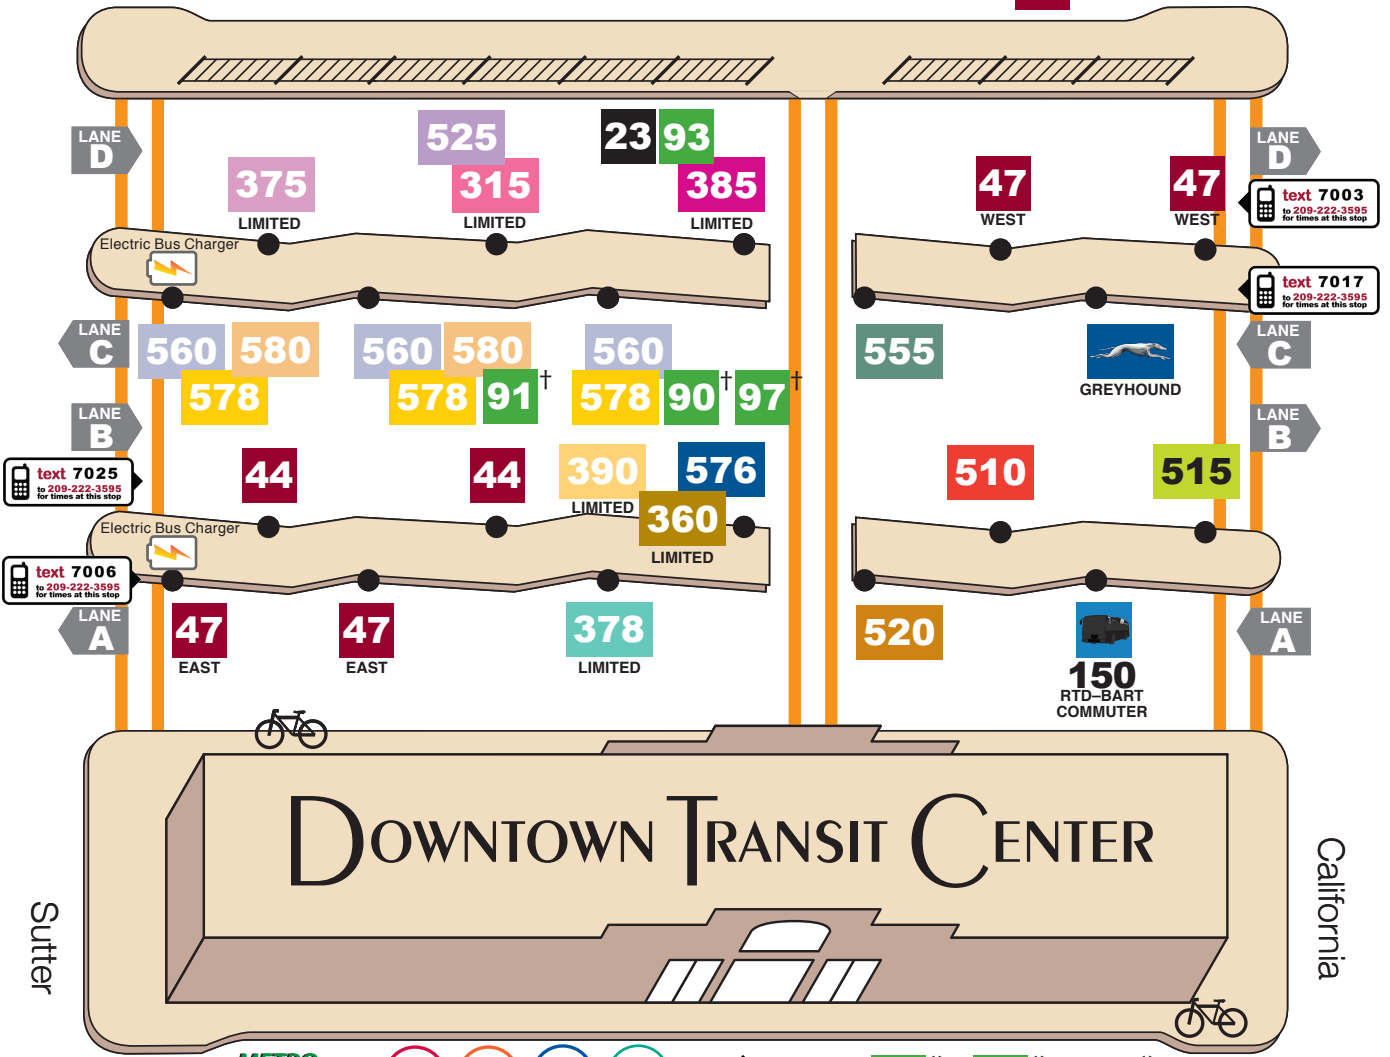 LANE
D
525
23 93
LANE
D
375
LIMITED
315
LIMITED
385
LIMITED
47
WEST
47
WEST
text 7003
to 209-222-3595
for times at this stop
Electric Bus Charger
text 7017
to 209-222-3595
for times at this stop
LANE
C
560 580
578
560 580
578 91†
560
578 90† 97†
555
GREYHOUND
LANE
C
LANE
B
LANE
B
text 7025
to 209-222-3595
for times at this stop
44
44
390
LIMITED
576
360
LIMITED
510
515
Electric Bus Charger
text 7006
to 209-222-3595
for times at this stop
LANE
A
47
EAST
47
EAST
378
LIMITED
520
150
RTD–BART
COMMUTER
LANE
A
DOWNTOWN TRANSIT CENTER
Sutter
California
METRO